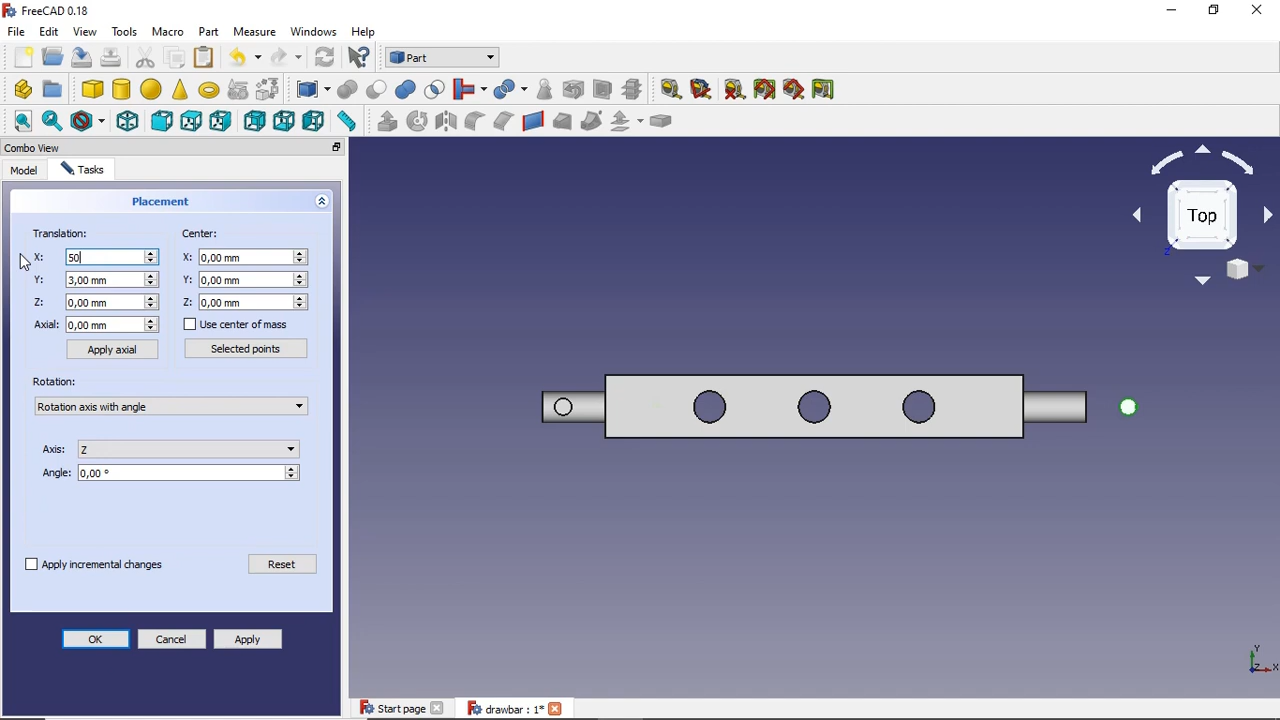 FreeCAD 0.18
File Edit View Tools Macro Part Measure Windows Help
Part
Combo View
Model Tasks
Placement
Translation: Center:
X: 50 X: 0,00 mm
Y: 3,00 mm Y: 0,00 mm
Z: 0,00 mm Z: 0,00 mm
Axial: 0,00 mm Use center of mass
Apply axial Selected points
Rotation:
Rotation axis with angle
Axis: Z
Angle: 0,00 °
Apply incremental changes Reset
OK Cancel Apply
Top
Z
Y
Z X
Start page drawbar : 1*